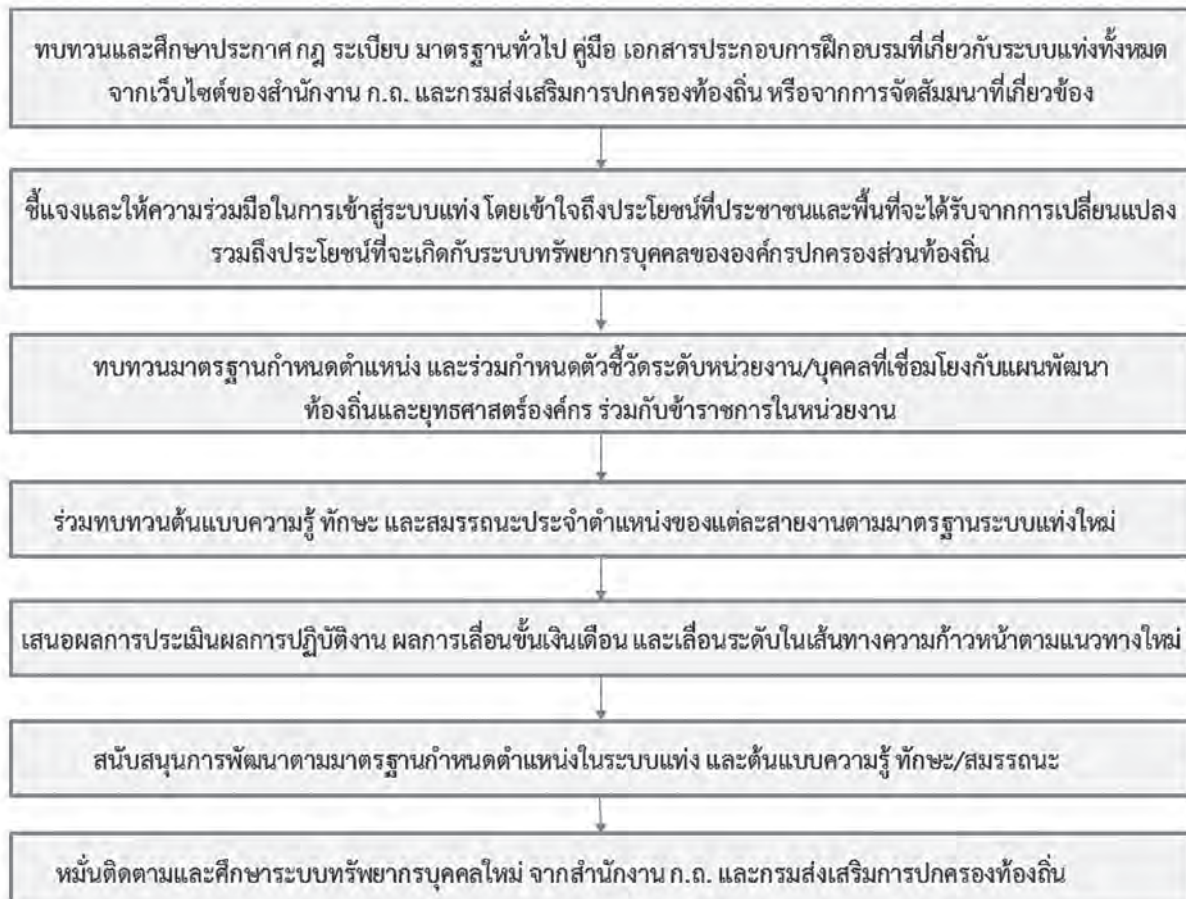 ทบทวนและศึกษาประกาศ กฎ ระเบียบ มาตรฐานทั่วไป คู่มือ เอกสารประกอบการฝึกอบรมที่เกี่ยวกับระบบแท่งทั้งหมด
จากเว็บไซต์ของสำนักงาน ก.ถ. และกรมส่งเสริมการปกครองท้องถิ่น หรือจากการจัดสัมมนาที่เกี่ยวข้อง
ชี้แจงและให้ความร่วมมือในการเข้าสู่ระบบแท่ง โดยเข้าใจถึงประโยชน์ที่ประชาชนและพื้นที่จะได้รับจากการเปลี่ยนแปลง
รวมถึงประโยชน์ที่จะเกิดกับระบบทรัพยากรบุคคลขององค์กรปกครองส่วนท้องถิ่น
ทบทวนมาตรฐานกำหนดตำแหน่ง และร่วมกำหนดตัวชี้วัดระดับหน่วยงาน/บุคคลที่เชื่อมโยงกับแผนพัฒนา
ท้องถิ่นและยุทธศาสตร์องค์กร ร่วมกับข้าราชการในหน่วยงาน
ร่วมทบทวนต้นแบบความรู้ ทักษะ และสมรรถนะประจำตำแหน่งของแต่ละสายงานตามมาตรฐานระบบแท่งใหม่
เสนอผลการประเมินผลการปฏิบัติงาน ผลการเลื่อนขั้นเงินเดือน และเลื่อนระดับในเส้นทางความก้าวหน้าตามแนวทางใหม่
สนับสนุนการพัฒนาตามมาตรฐานกำหนดตำแหน่งในระบบแท่ง และต้นแบบความรู้ ทักษะ/สมรรถนะ
หมั่นติดตามและศึกษาระบบทรัพยากรบุคคลใหม่ จากสำนักงาน ก.ถ. และกรมส่งเสริมการปกครองท้องถิ่น